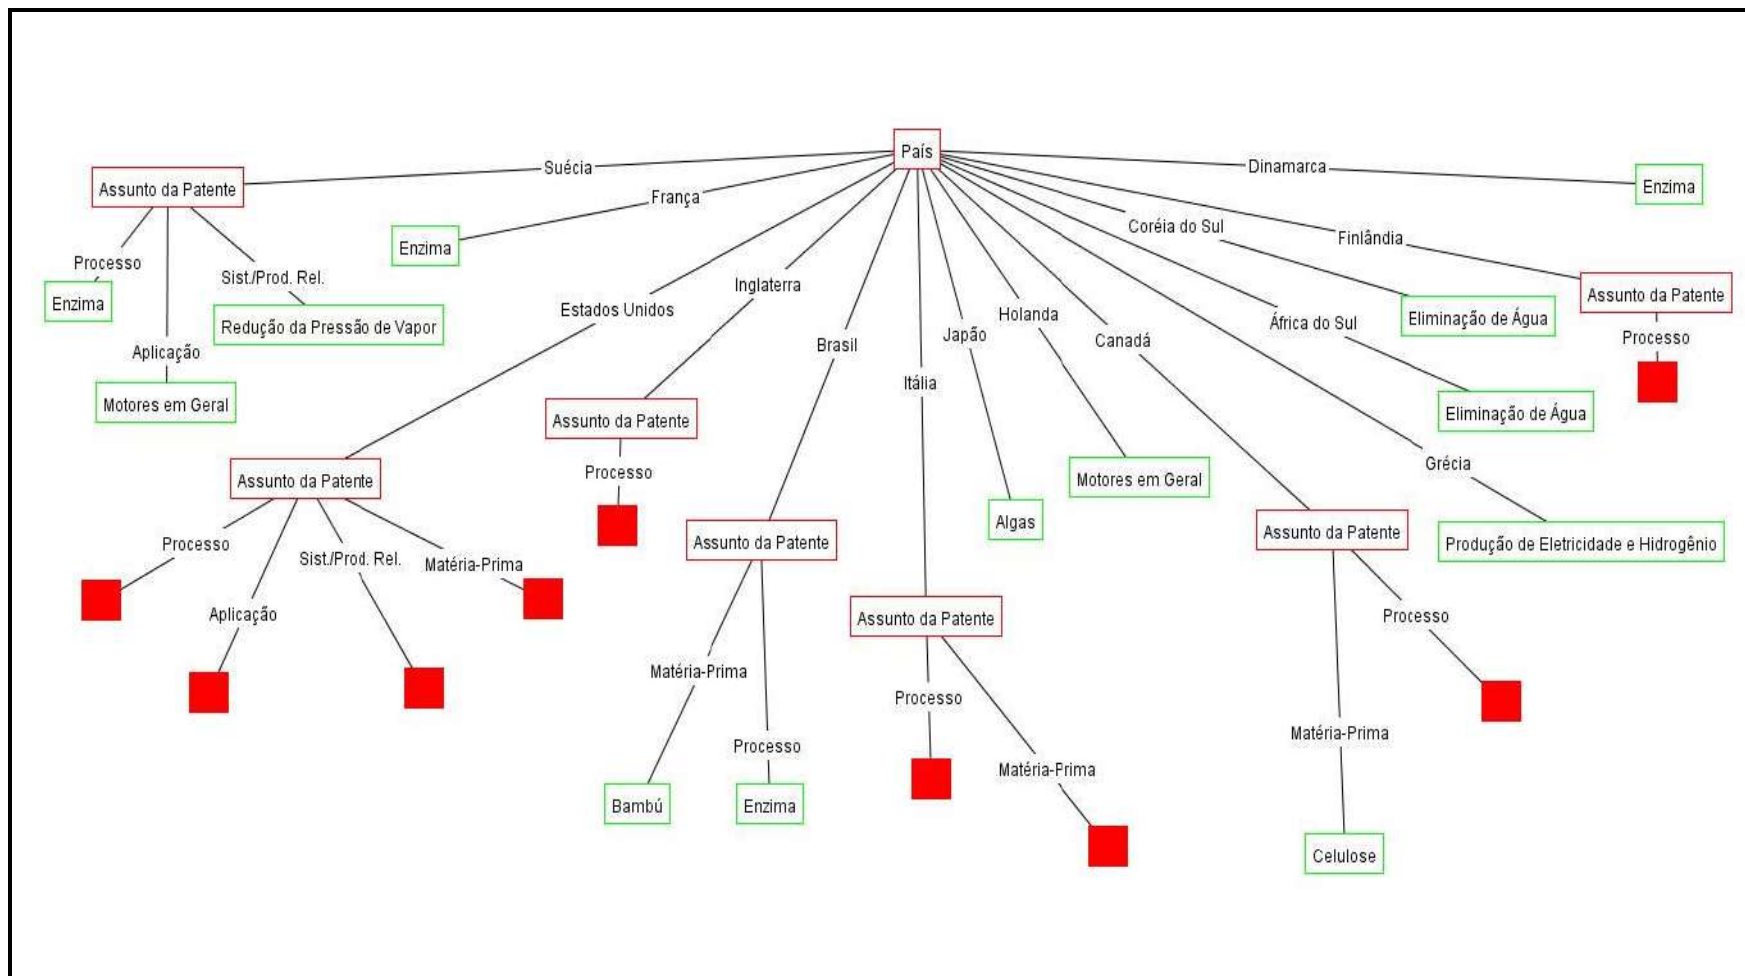 País
Suécia
Dinamarca
Assunto da Patente
Enzima
França
Coréia do Sul
Finlândia
Enzima
Processo
Sist./Prod. Rel.
Inglaterra
Assunto da Patente
Enzima
Redução da Pressão de Vapor
Estados Unidos
Holanda
África do Sul
Eliminação de Água
Processo
Aplicação
Brasil
Japão
Canadá
Itália
Motores em Geral
Assunto da Patente
Eliminação de Água
Grécia
Assunto da Patente
Processo
Motores em Geral
Algas
Processo
Sist./Prod. Rel.
Matéria-Prima
Assunto da Patente
Assunto da Patente
Produção de Eletricidade e Hidrogênio
Aplicação
Assunto da Patente
Processo
Matéria-Prima
Processo
Processo
Matéria-Prima
Matéria-Prima
Bambú
Enzima
Celulose